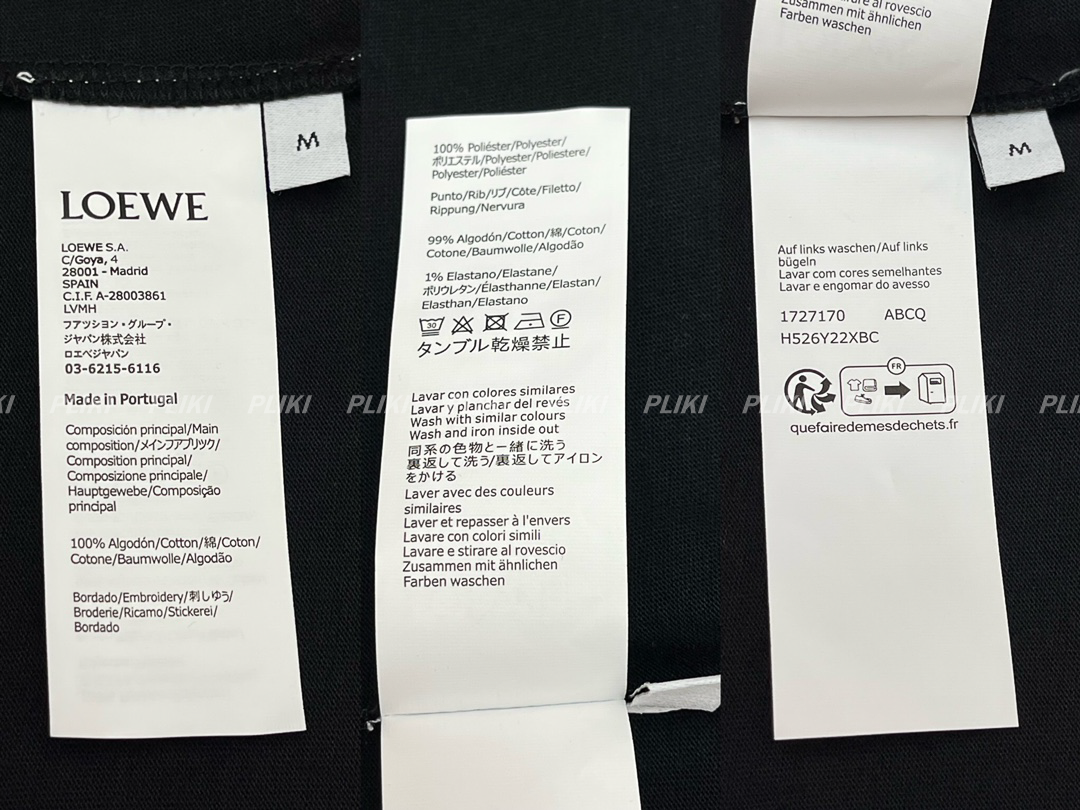 M
LOEWE
LOEWE S.A.
C/Goya, 4
28001 - Madrid
SPAIN
C.I.F. A-28003861
LVMH
フアツション・グループ・
ジャパン株式会社
ロエベジャパン
03-6215-6116
Made in Portugal
Composición principal/Main
composition/メインファブリック/
Composition principal/
Composizione principale/
Hauptgewebe/Composição
principal
100% Algodón/Cotton/綿/Coton/
Cotone/Baumwolle/Algodão
Bordado/Embroidery/刺しゆう/
Broderie/Ricamo/Stickerei/
Bordado
100% Poliéster/Polyester/
ポリエステル/Polyester/Poliestere/
Polyester/Poliéster
Punto/Rib/リブ/Côte/Filetto/
Rippung/Nervura
99% Algodón/Cotton/綿/Coton/
Cotone/Baumwolle/Algodão
1% Elastano/Elastane/
ポリウレタン/Élasthanne/Elastan/
Elasthan/Elastano
30 F
タンブル乾燥禁止
Lavar con colores similares
Lavar y planchar del revés
Wash with similar colours
Wash and iron inside out
同系の色物と一緒に洗う
裏返して洗う/裏返してアイロン
をかける
Laver avec des couleurs
similaires
Laver et repasser à l'envers
Lavare con colori simili
Lavare e stirare al rovescio
Zusammen mit ähnlichen
Farben waschen
stirare al rovescio
Zusammen mit ähnlichen
Farben waschen
M
Auf links waschen/Auf links
bügeln
Lavar com cores semelhantes
Lavar e engomar do avesso
1727170 ABCQ
H526Y22XBC
FR
quefairedemesdechets.fr
PLIKI PLIKI PLIKI PLIKI PLIKI